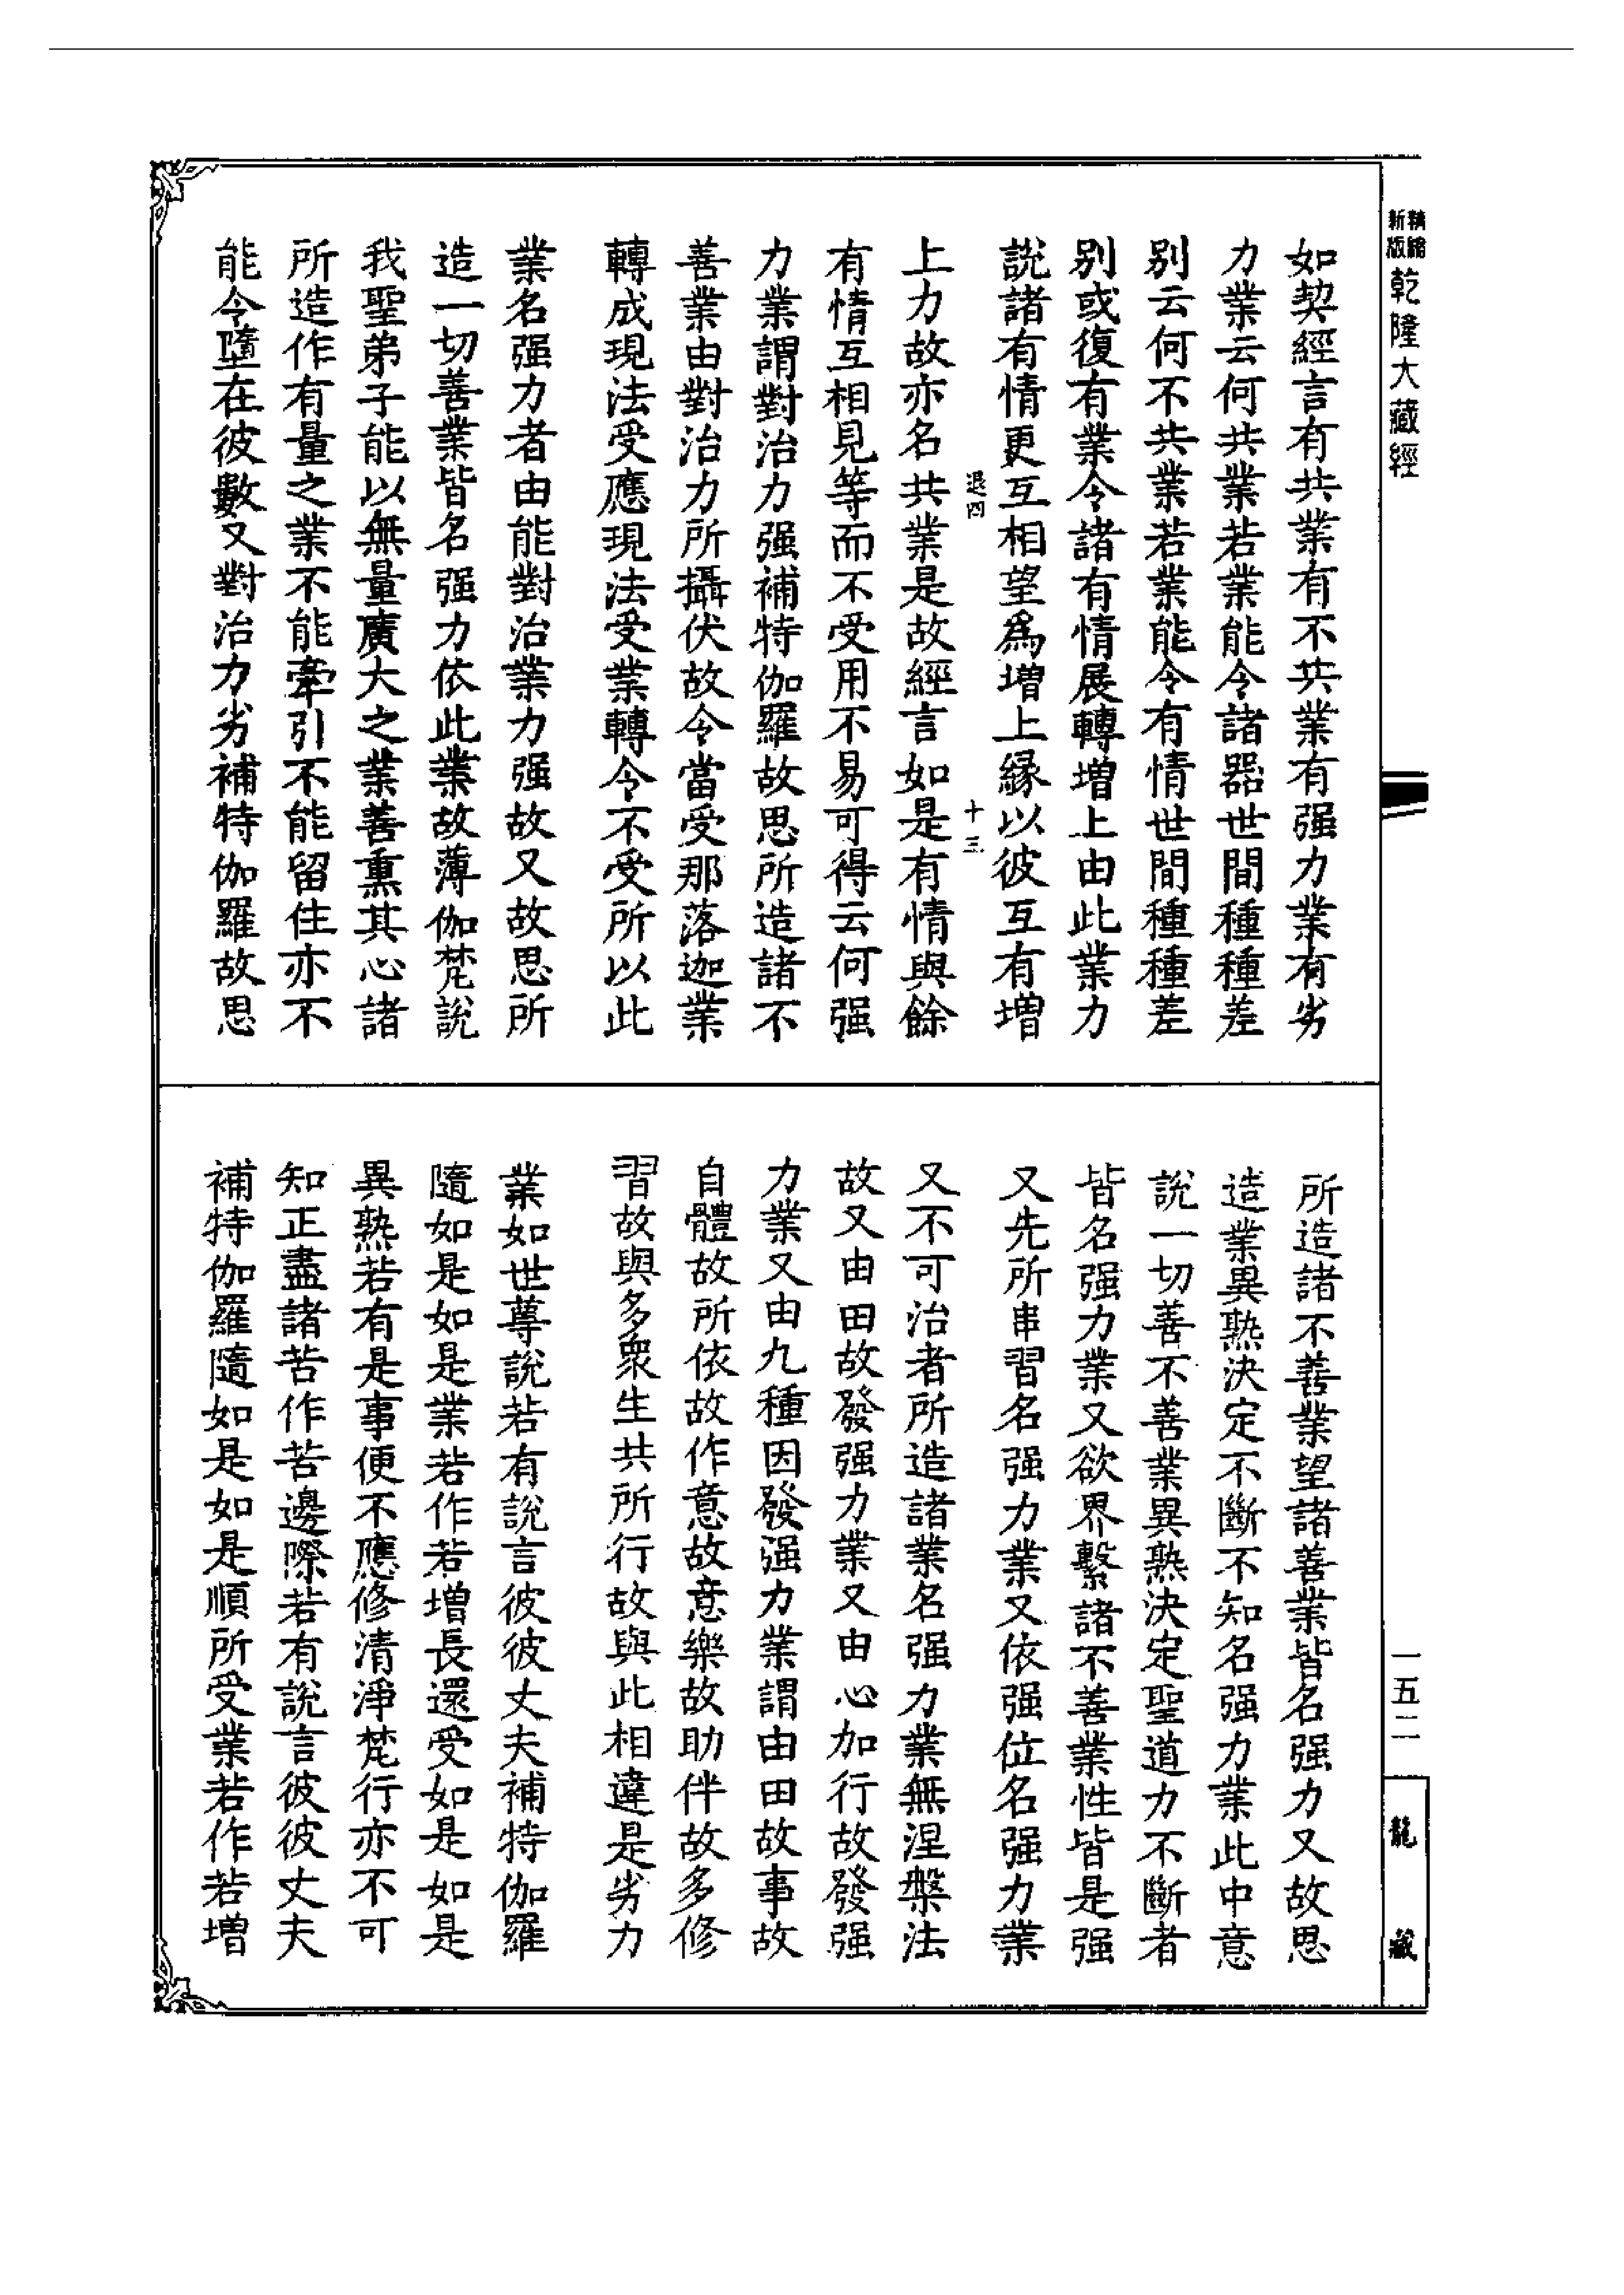 精縮新版
乾隆大藏經
如契經言有共業有不共業有强力業有劣
力業云何共業若業能令諸器世間種種差
别云何不共業若業能令有情世間種種差
别或復有業令諸有情展轉增上由此業力
說諸有情更互相望爲增上緣以彼互有增
退四
十三
上力故亦名共業是故經言如是有情與餘
有情互相見等而不受用不易可得云何强
力業謂對治力强補特伽羅故思所造諸不
善業由對治力所攝伏故令當受那落迦業
轉成現法受應現法受業轉令不受所以此
業名强力者由能對治業力强故又故思所
造一切善業皆名强力依此業故薄伽梵說
我聖弟子能以無量廣大之業善熏其心諸
所造作有量之業不能牽引不能留住亦不
能令墮在彼數又對治力劣補特伽羅故思
所造諸不善業望諸善業皆名强力又故思
造業異熟決定不斷不知名强力業此中意
說一切善不善業異熟決定聖道力不斷者
皆名强力業又欲界繫諸不善業性皆是强
又先所串習名强力業又依强位名强力業
又不可治者所造諸業名强力業無涅槃法
故又由田故發强力業又由心加行故發强
力業又由九種因發强力業謂由田故事故
自體故所依故作意故意樂故助伴故多修
習故與多衆生共所行故與此相違是劣力
業如世尊說若有說言彼彼丈夫補特伽羅
隨如是如是業若作若增長還受如是如是
異熟若有是事便不應修清淨梵行亦不可
知正盡諸苦作苦邊際若有說言彼彼丈夫
補特伽羅隨如是如是順所受業若作若增
一五二
龍藏